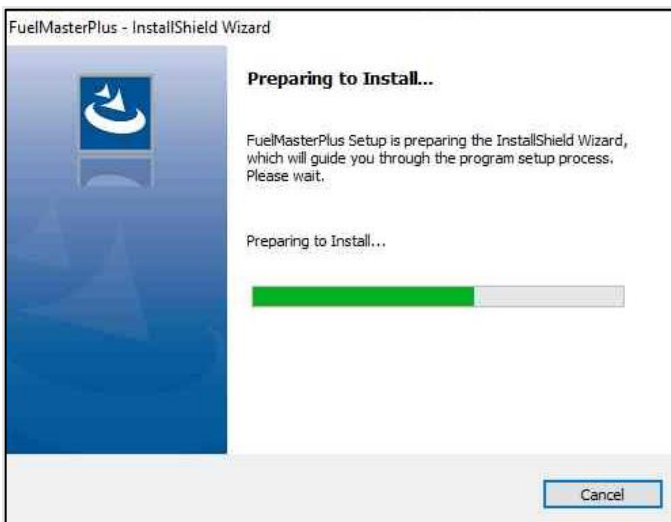 FuelMasterPlus - InstallShield Wizard
Preparing to Install...
FuelMasterPlus Setup is preparing the InstallShield Wizard,
which will guide you through the program setup process.
Please wait.
Preparing to Install...
Cancel